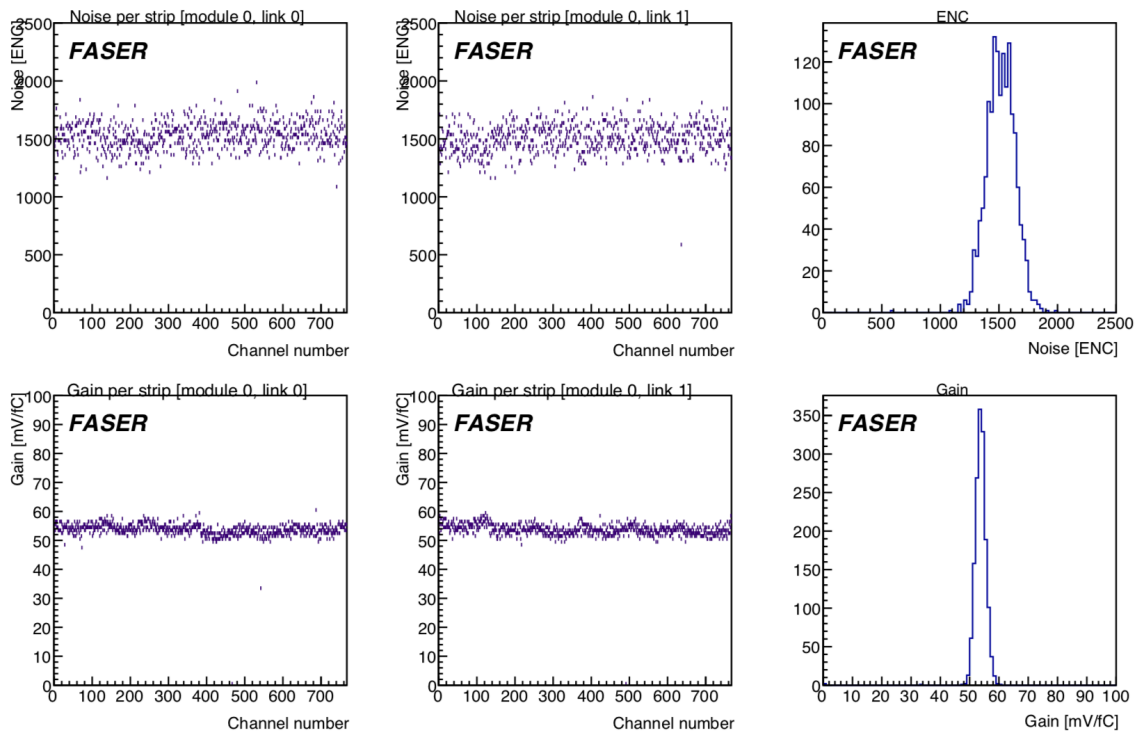 Noise per strip [module 0, link 0]
Noise [ENC]
FASER
2500
2000
1500
1000
500
0
0 100 200 300 400 500 600 700
Channel number
Noise per strip [module 0, link 1]
Noise [ENC]
FASER
2500
2000
1500
1000
500
0
0 100 200 300 400 500 600 700
Channel number
ENC
FASER
120
100
80
60
40
20
0
0 500 1000 1500 2000 2500
Noise [ENC]
Gain per strip [module 0, link 0]
Gain [mV/fC]
FASER
100
90
80
70
60
50
40
30
20
10
0
0 100 200 300 400 500 600 700
Channel number
Gain per strip [module 0, link 1]
Gain [mV/fC]
FASER
100
90
80
70
60
50
40
30
20
10
0
0 100 200 300 400 500 600 700
Channel number
Gain
FASER
350
300
250
200
150
100
50
0
0 10 20 30 40 50 60 70 80 90 100
Gain [mV/fC]